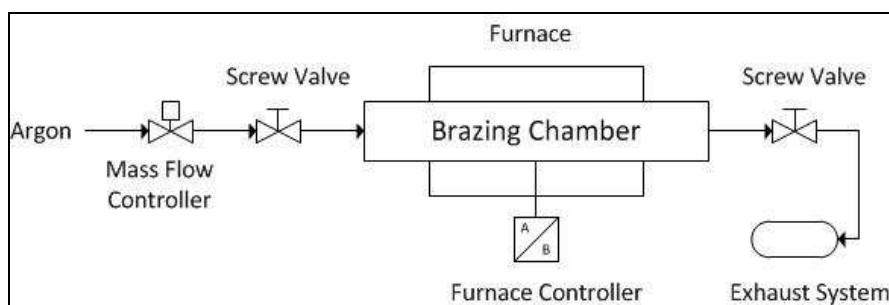 Furnace
Screw Valve
Screw Valve
Argon
Brazing Chamber
Mass Flow
Controller
A
B
Furnace Controller
Exhaust System